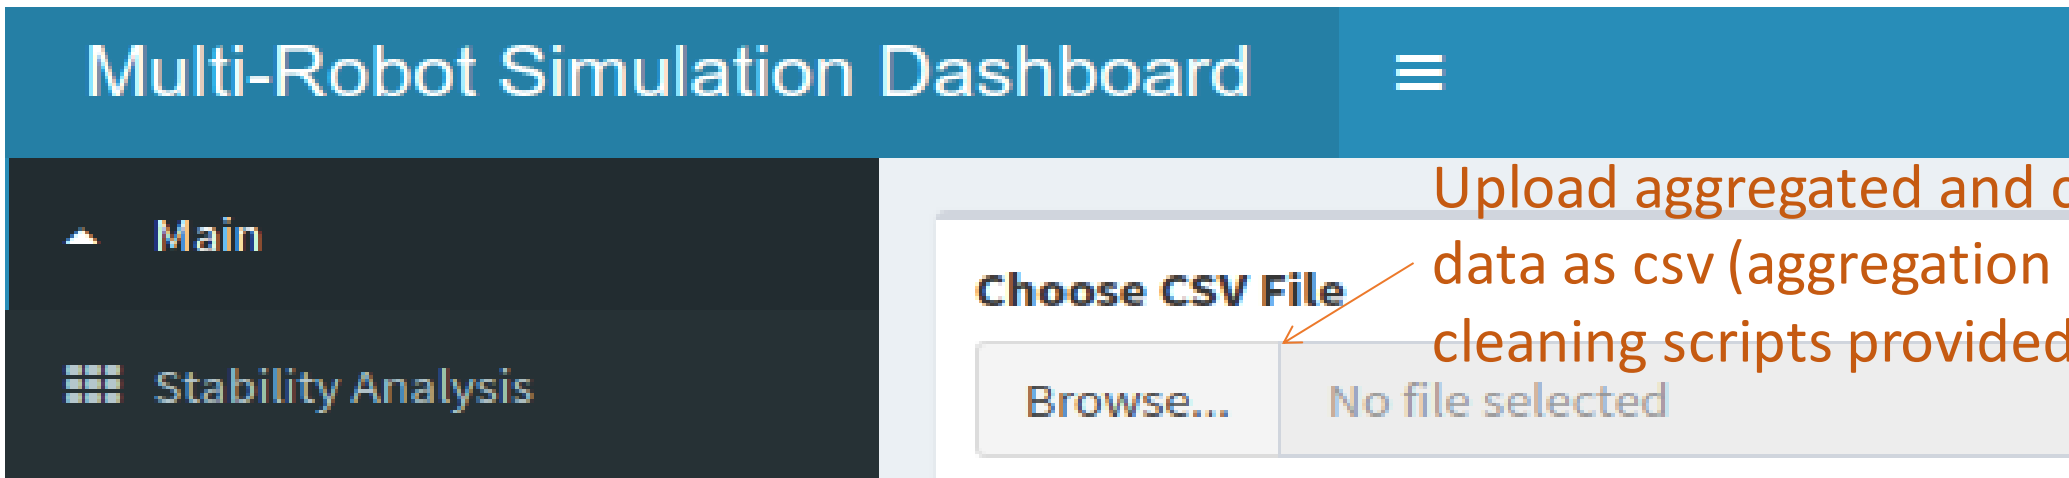 Multi-Robot Simulation Dashboard
Main
Stability Analysis
Upload aggregated and
data as csv (aggregation
cleaning scripts provided
Choose CSV File
Browse...
No file selected